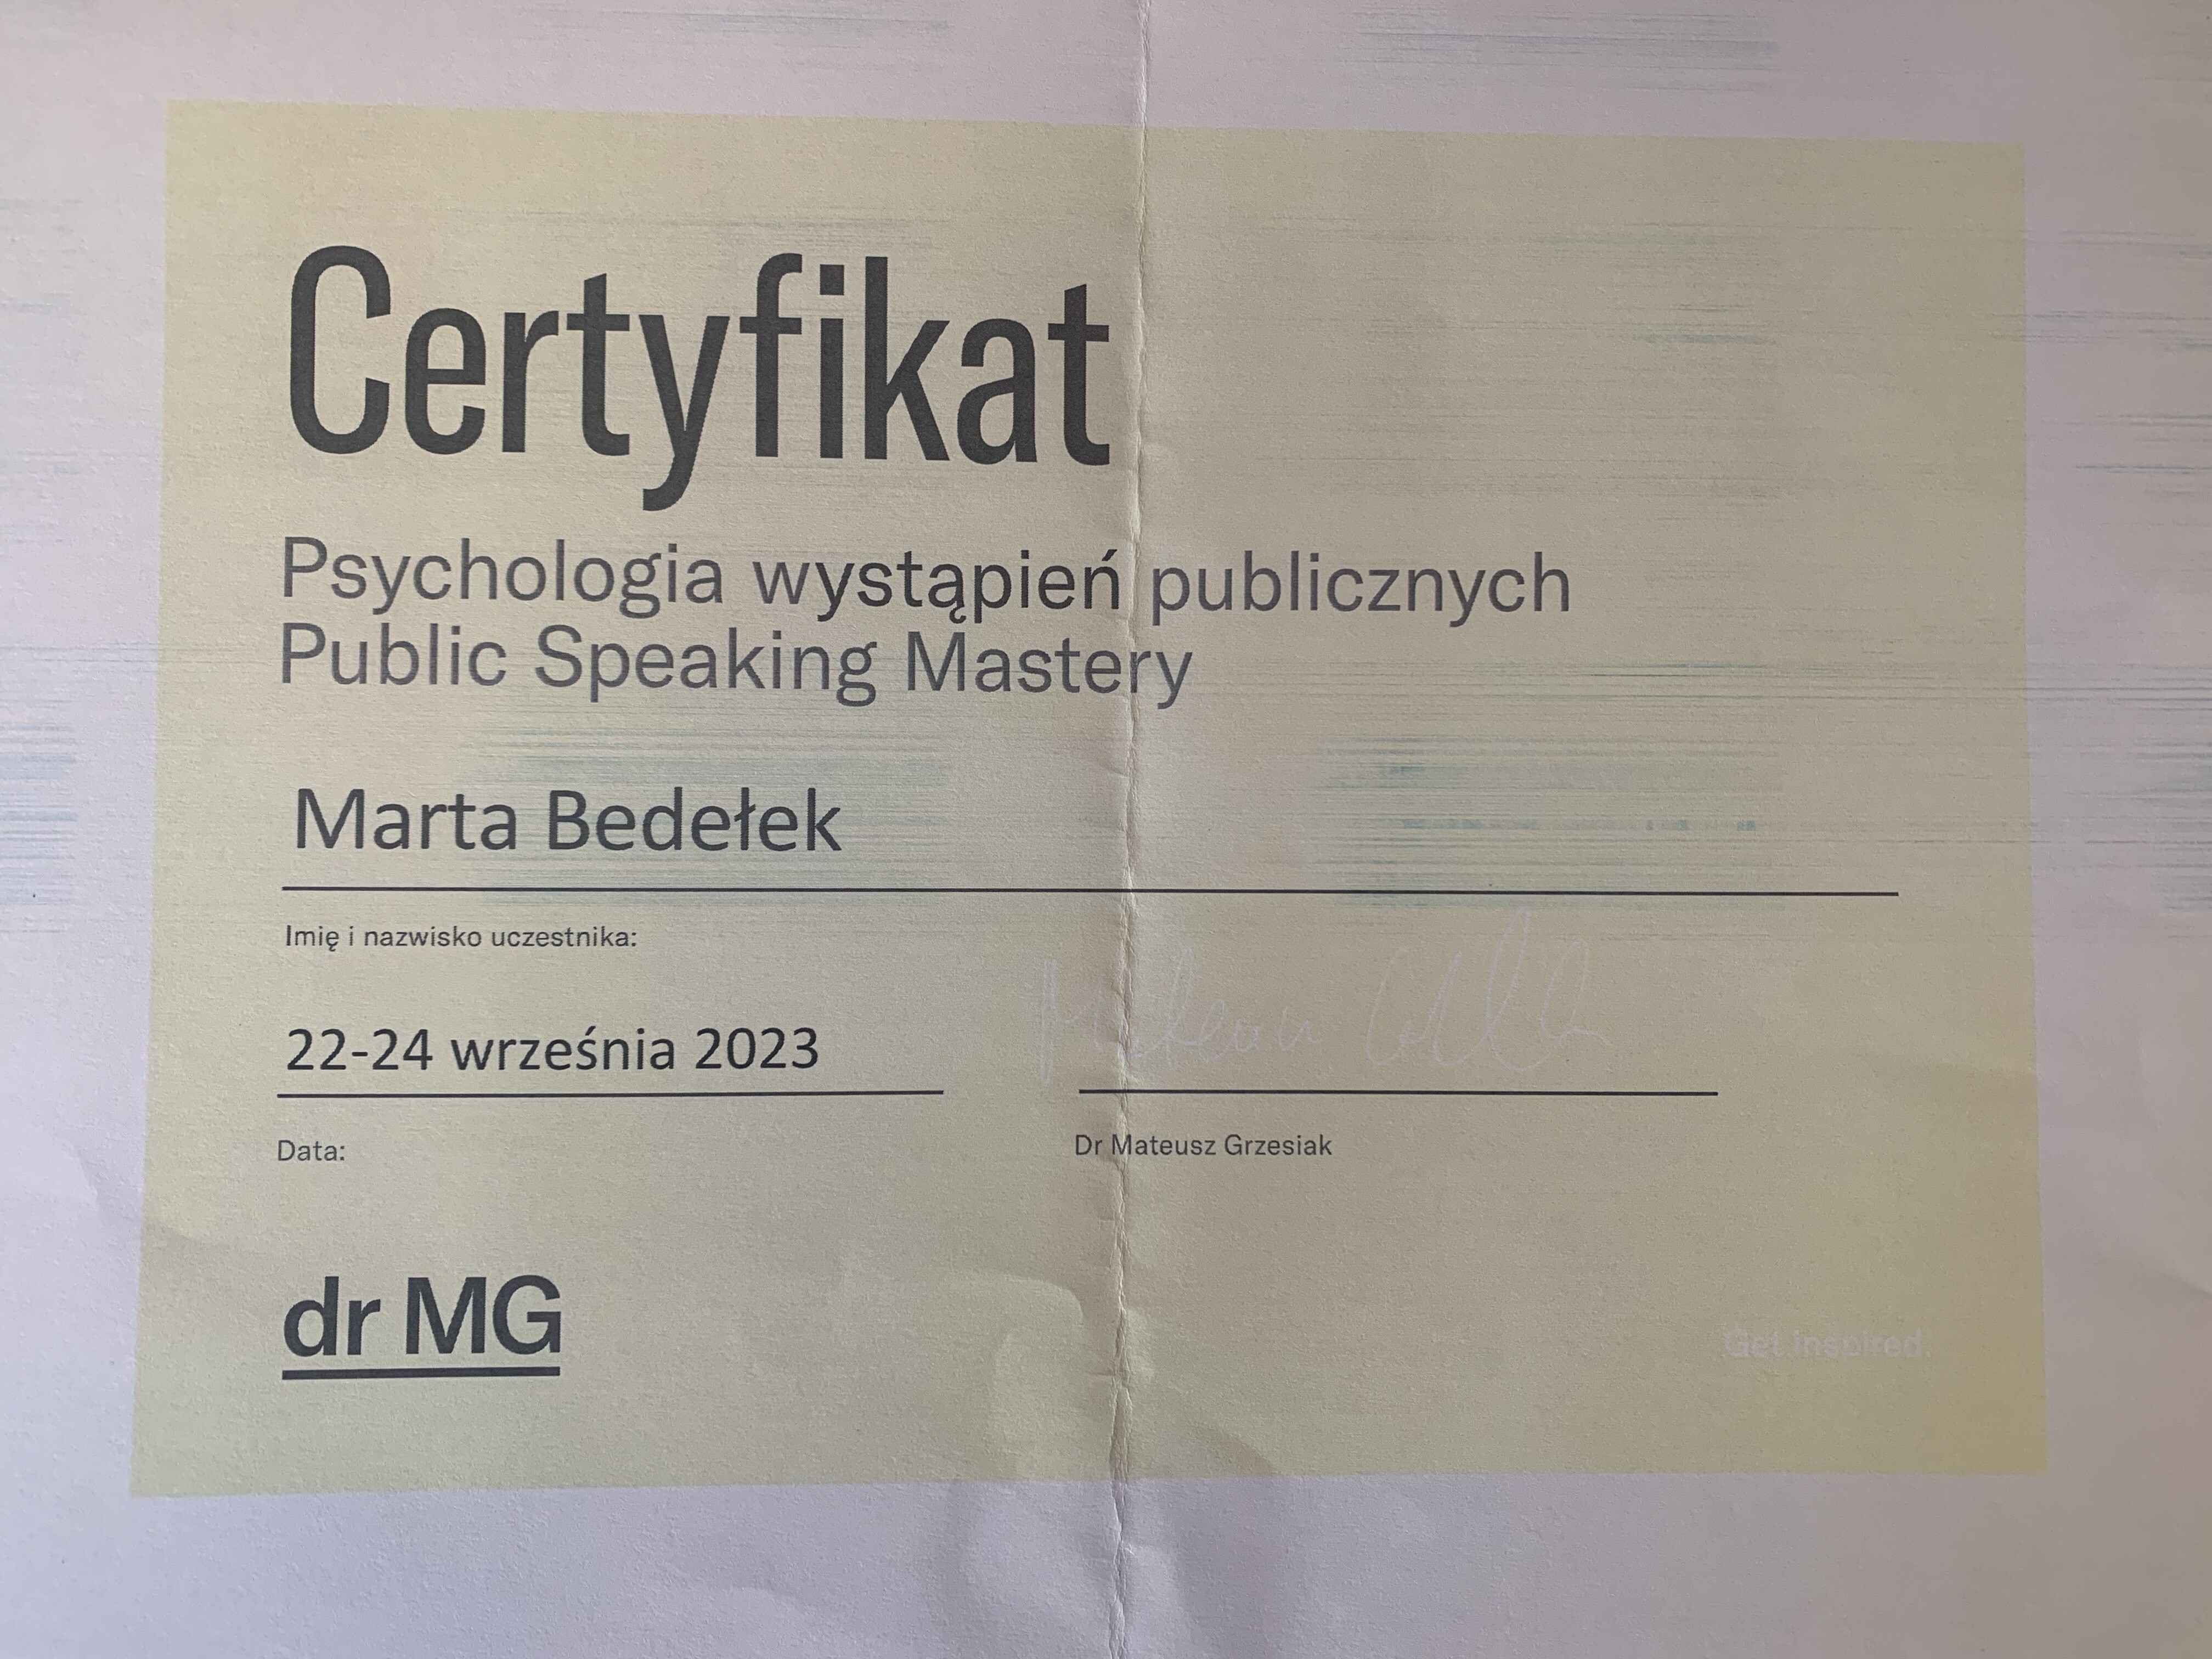 Certyfikat
Psychologia wystąpień publicznych
Public Speaking Mastery
Marta Bedełek
Imię i nazwisko uczestnika:
22-24 września 2023
Data:
Dr Mateusz Grzesiak
dr MG
Get inspired.